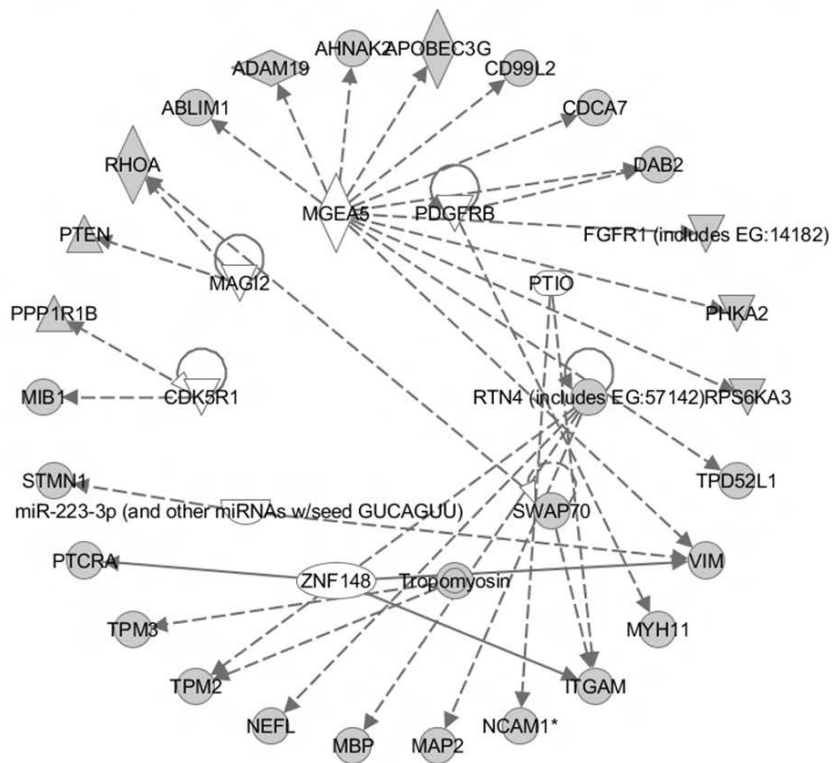 AHNAK2
APOBEC3G
ADAM19
CD99L2
ABLIM1
CDCA7
RHOA
DAB2
MGEA5
PDGFRB
PTEN
FGFR1 (includes EG:14182)
MAGI2
PTIO
PPP1R1B
PHKA2
MIB1
CDK5R1
RTN4 (includes EG:57142)
RPS6KA3
STMN1
TPD52L1
miR-223-3p (and other miRNAs w/seed GUCAGUU)
SWAP70
PTCRA
VIM
ZNF148
Tropomyosin
TPM3
MYH11
TPM2
ITGAM
NEFL
NCAM1*
MBP
MAP2